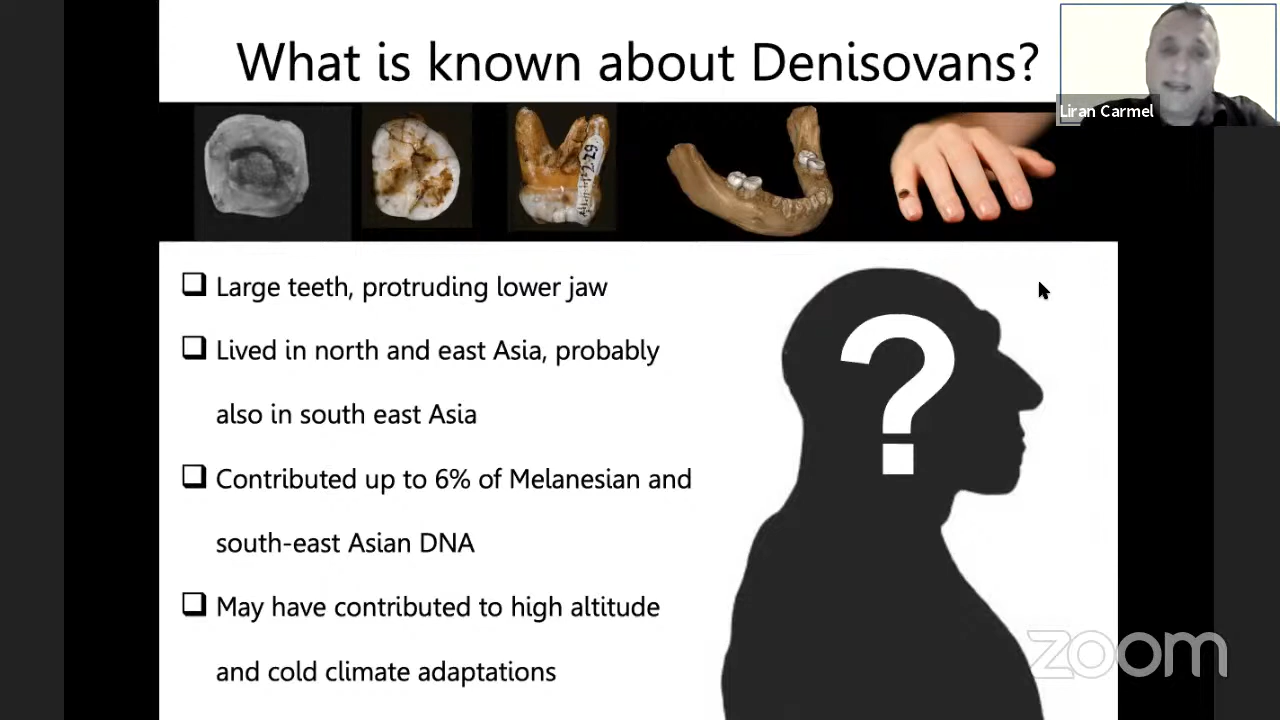 What is known about Denisovans?
Liran Carmel
Large teeth, protruding lower jaw
Lived in north and east Asia, probably
also in south east Asia
?
Contributed up to 6% of Melanesian and
south-east Asian DNA
May have contributed to high altitude
and cold climate adaptations
zoom